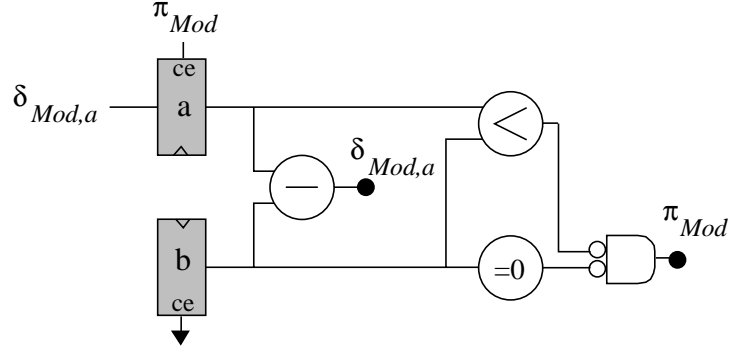 π_Mod
ce
δ_Mod,a
a
<
δ_Mod,a
−
π_Mod
b
=0
ce